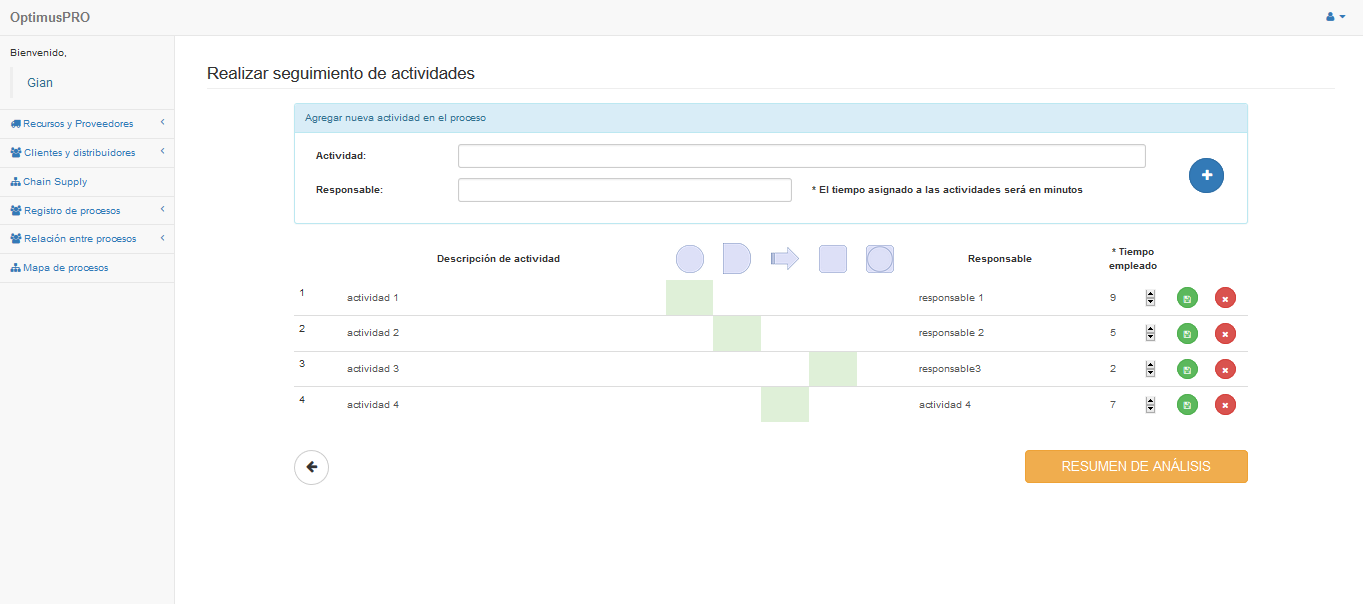 OptimusPRO
Bienvenido,
Gian
Recursos y Proveedores
Clientes y distribuidores
Chain Supply
Registro de procesos
Relación entre procesos
Mapa de procesos
Realizar seguimiento de actividades
Agregar nueva actividad en el proceso
Actividad:
Responsable:
* El tiempo asignado a las actividades será en minutos
Descripción de actividad
Responsable
* Tiempo
empleado
1 actividad 1 responsable 1 9
2 actividad 2 responsable 2 5
3 actividad 3 responsable3 2
4 actividad 4 actividad 4 7
RESUMEN DE ANÁLISIS